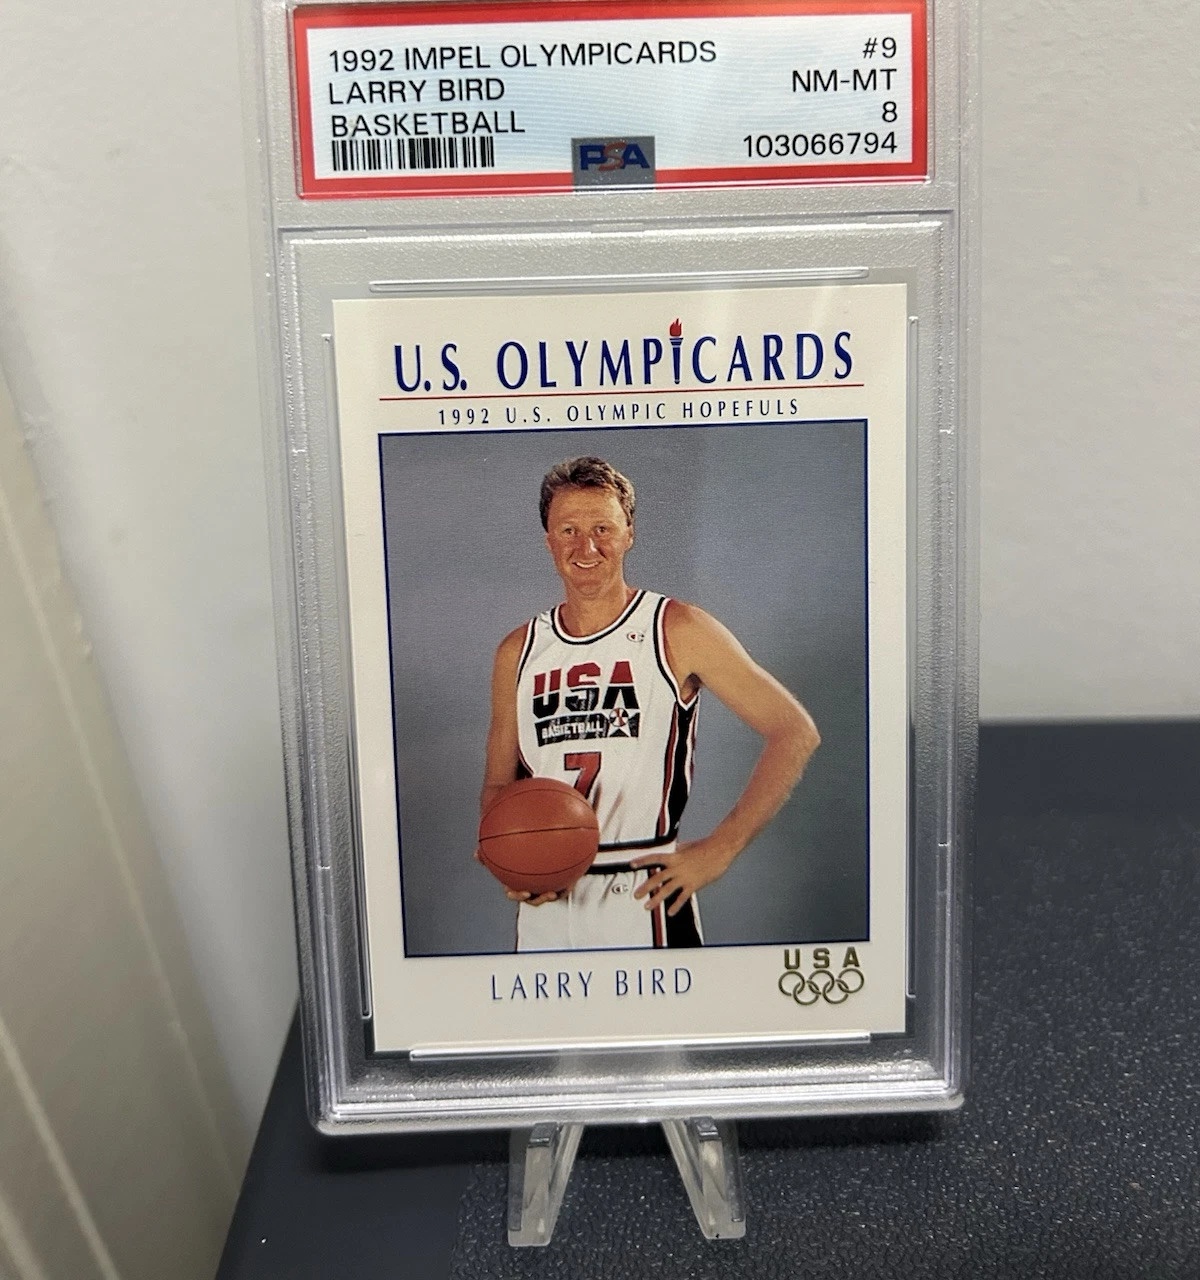 1992 IMPEL OLYMPICARDS #9
LARRY BIRD NM-MT
BASKETBALL 8
PSA 103066794
U.S. OLYMPICARDS
1992 U.S. OLYMPIC HOPEFULS
USA
BASKETBALL
7
LARRY BIRD
USA